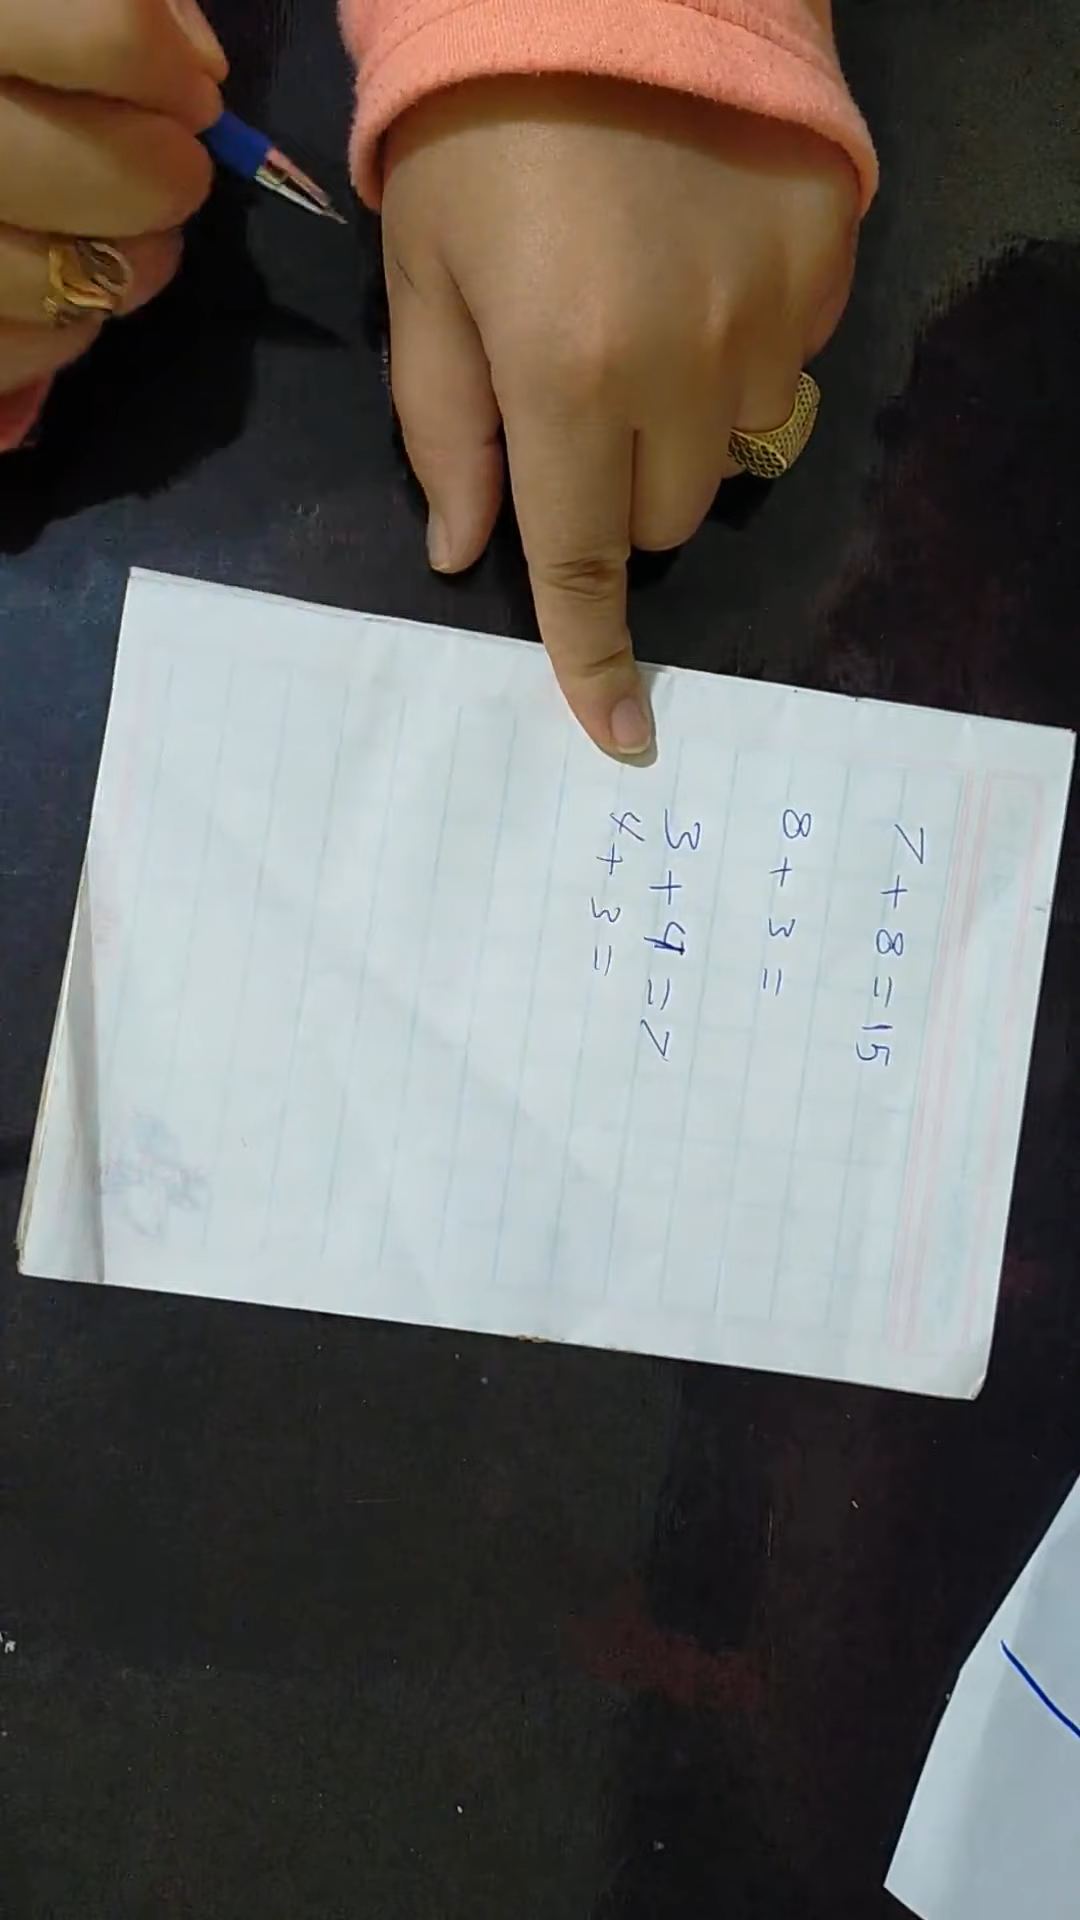 7 + 8 = 15
8 + 3 =
3 + 4 = 7
4 + 3 =